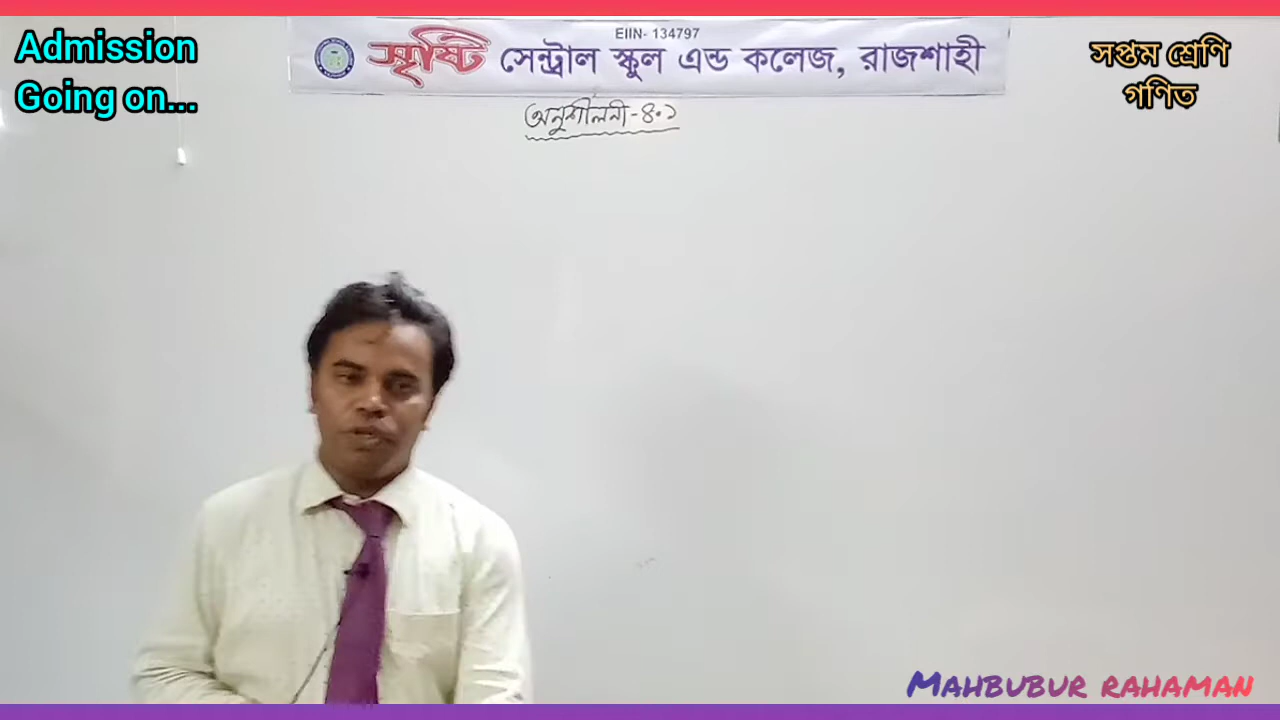 Admission
Going on...
EIIN- 134797
সৃষ্টি সেন্ট্রাল স্কুল এন্ড কলেজ, রাজশাহী
সপ্তম শ্রেণি
গণিত
অনুশীলনী-৪.১
MAHBUBUR RAHAMAN